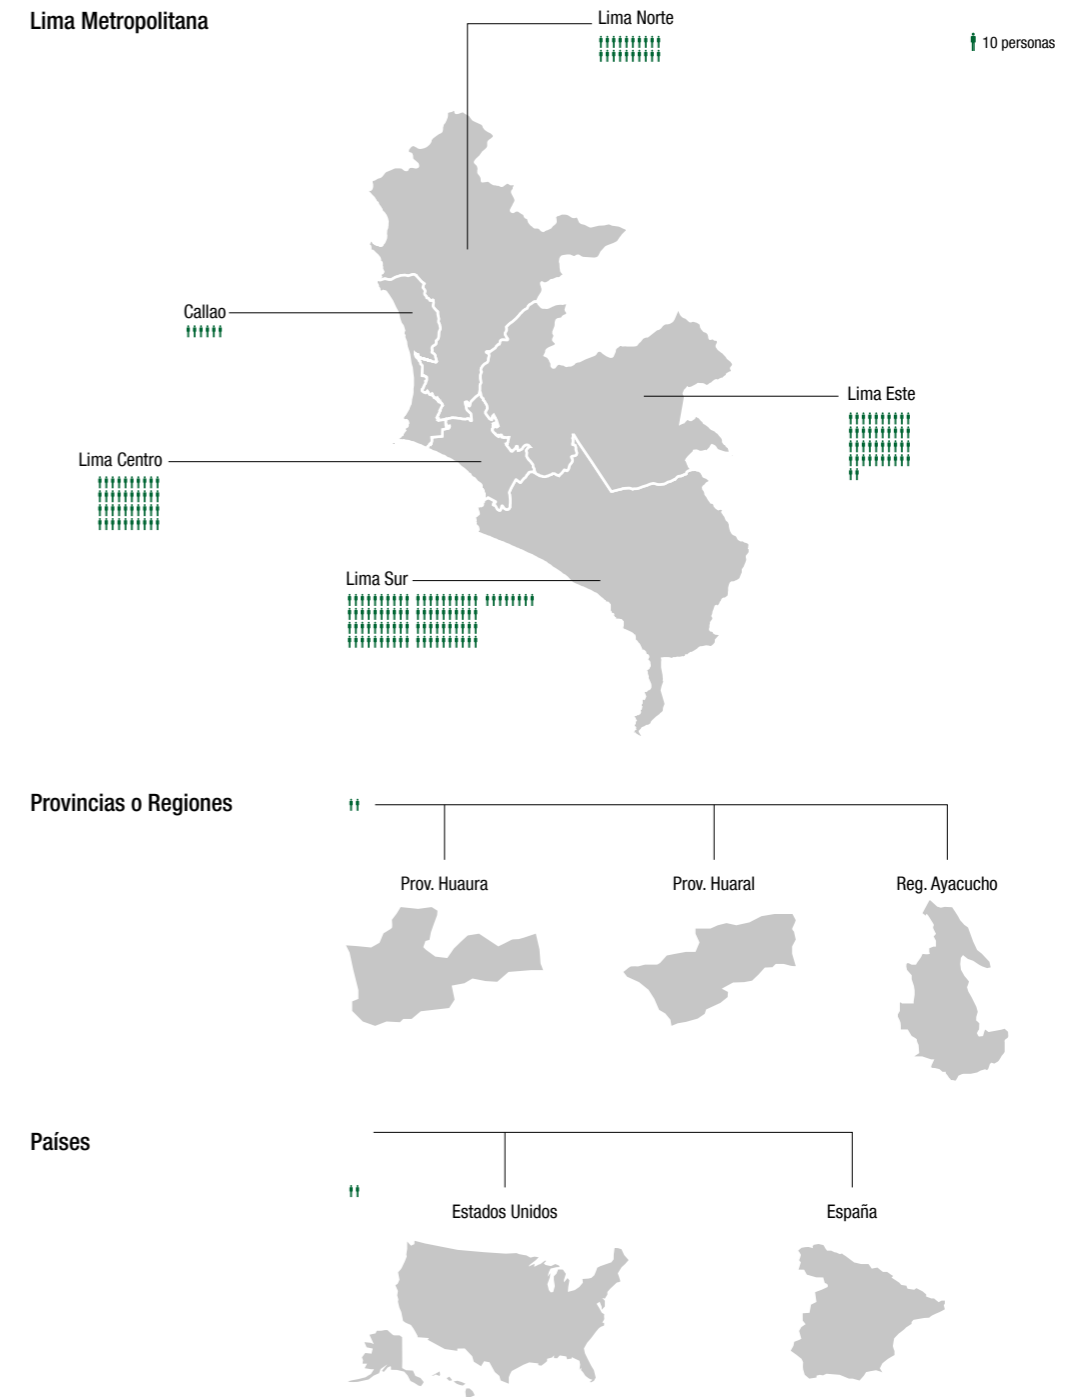 Lima Metropolitana
Lima Norte
10 personas
Callao
Lima Este
Lima Centro
Lima Sur
Provincias o Regiones
Prov. Huaura
Prov. Huaral
Reg. Ayacucho
Países
Estados Unidos
España